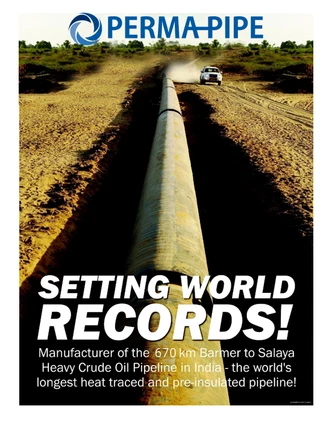 PERMA-PIPE
SETTING WORLD
RECORDS!
Manufacturer of the 670 km Barmer to Salaya
Heavy Crude Oil Pipeline in India - the world's
longest heat traced and pre-insulated pipeline!